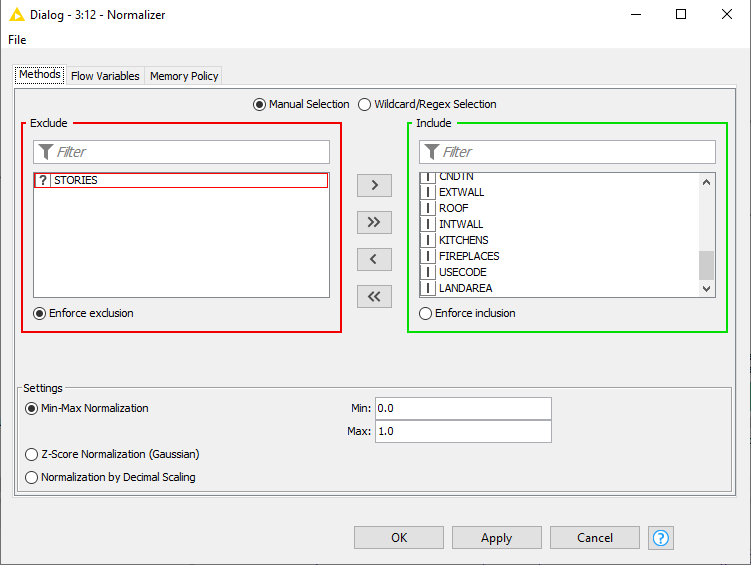 Dialog - 3:12 - Normalizer
File
Methods Flow Variables Memory Policy
Manual Selection Wildcard/Regex Selection
Exclude
Filter
? STORIES
Enforce exclusion
>
>>
<
<<
Include
Filter
I CNDTN
I EXTWALL
I ROOF
I INTWALL
I KITCHENS
I FIREPLACES
I USECODE
I LANDAREA
Enforce inclusion
Settings
Min-Max Normalization
Min: 0.0
Max: 1.0
Z-Score Normalization (Gaussian)
Normalization by Decimal Scaling
OK Apply Cancel ?